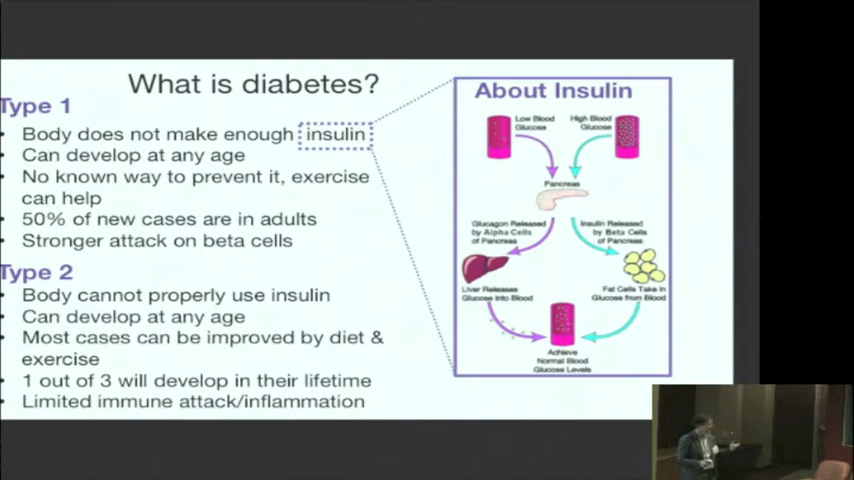 What is diabetes?
Type 1
• Body does not make enough insulin
• Can develop at any age
• No known way to prevent it, exercise
can help
• 50% of new cases are in adults
• Stronger attack on beta cells
Type 2
• Body cannot properly use insulin
• Can develop at any age
• Most cases can be improved by diet &
exercise
• 1 out of 3 will develop in their lifetime
• Limited immune attack/inflammation
About Insulin
Low Blood
Glucose
High Blood
Glucose
Pancreas
Glucagon Released
by Alpha Cells
of Pancreas
Insulin Released
by Beta Cells
of Pancreas
Liver Releases
Glucose into Blood
Fat Cells Take In
Glucose from Blood
Achieve
Normal Blood
Glucose Levels